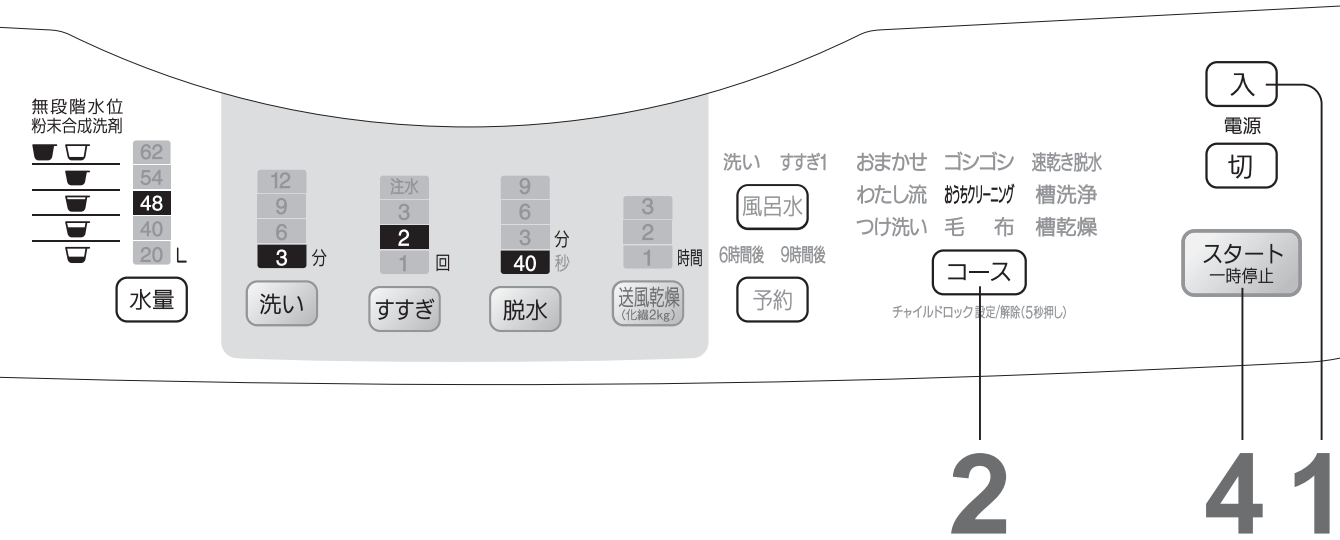 無段階水位
粉末合成洗剤
62
54
48
40
20 L
水量
12
9
6
3 分
洗い
注水
3
2
1 回
すすぎ
9
6
3 分
40 秒
脱水
3
2
1 時間
送風乾燥
(化繊2kg)
洗い すすぎ1
風呂水
6時間後 9時間後
予約
おまかせ ゴシゴシ 速乾き脱水
わたし流 おうちクリーニング 槽洗浄
つけ洗い 毛 布 槽乾燥
コース
チャイルドロック設定/解除(5秒押し)
入
電源
切
スタート
一時停止
2
4
1